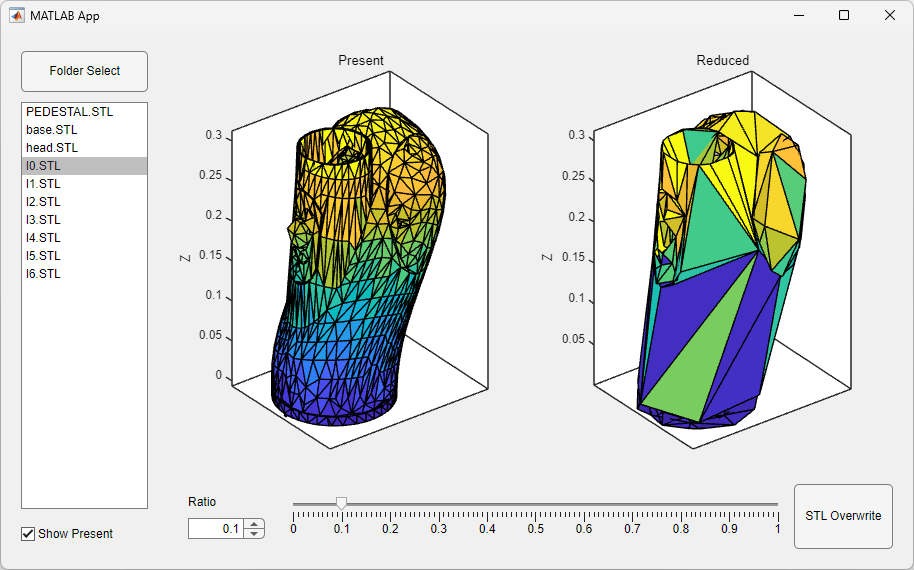 MATLAB App
Folder Select
PEDESTAL.STL
base.STL
head.STL
l0.STL
l1.STL
l2.STL
l3.STL
l4.STL
l5.STL
l6.STL
Show Present
Present
0.3
0.25
0.2
0.15
0.1
0.05
0
Z
Reduced
0.3
0.25
0.2
0.15
0.1
0.05
Z
Ratio
0.1
0 0.1 0.2 0.3 0.4 0.5 0.6 0.7 0.8 0.9 1
STL Overwrite